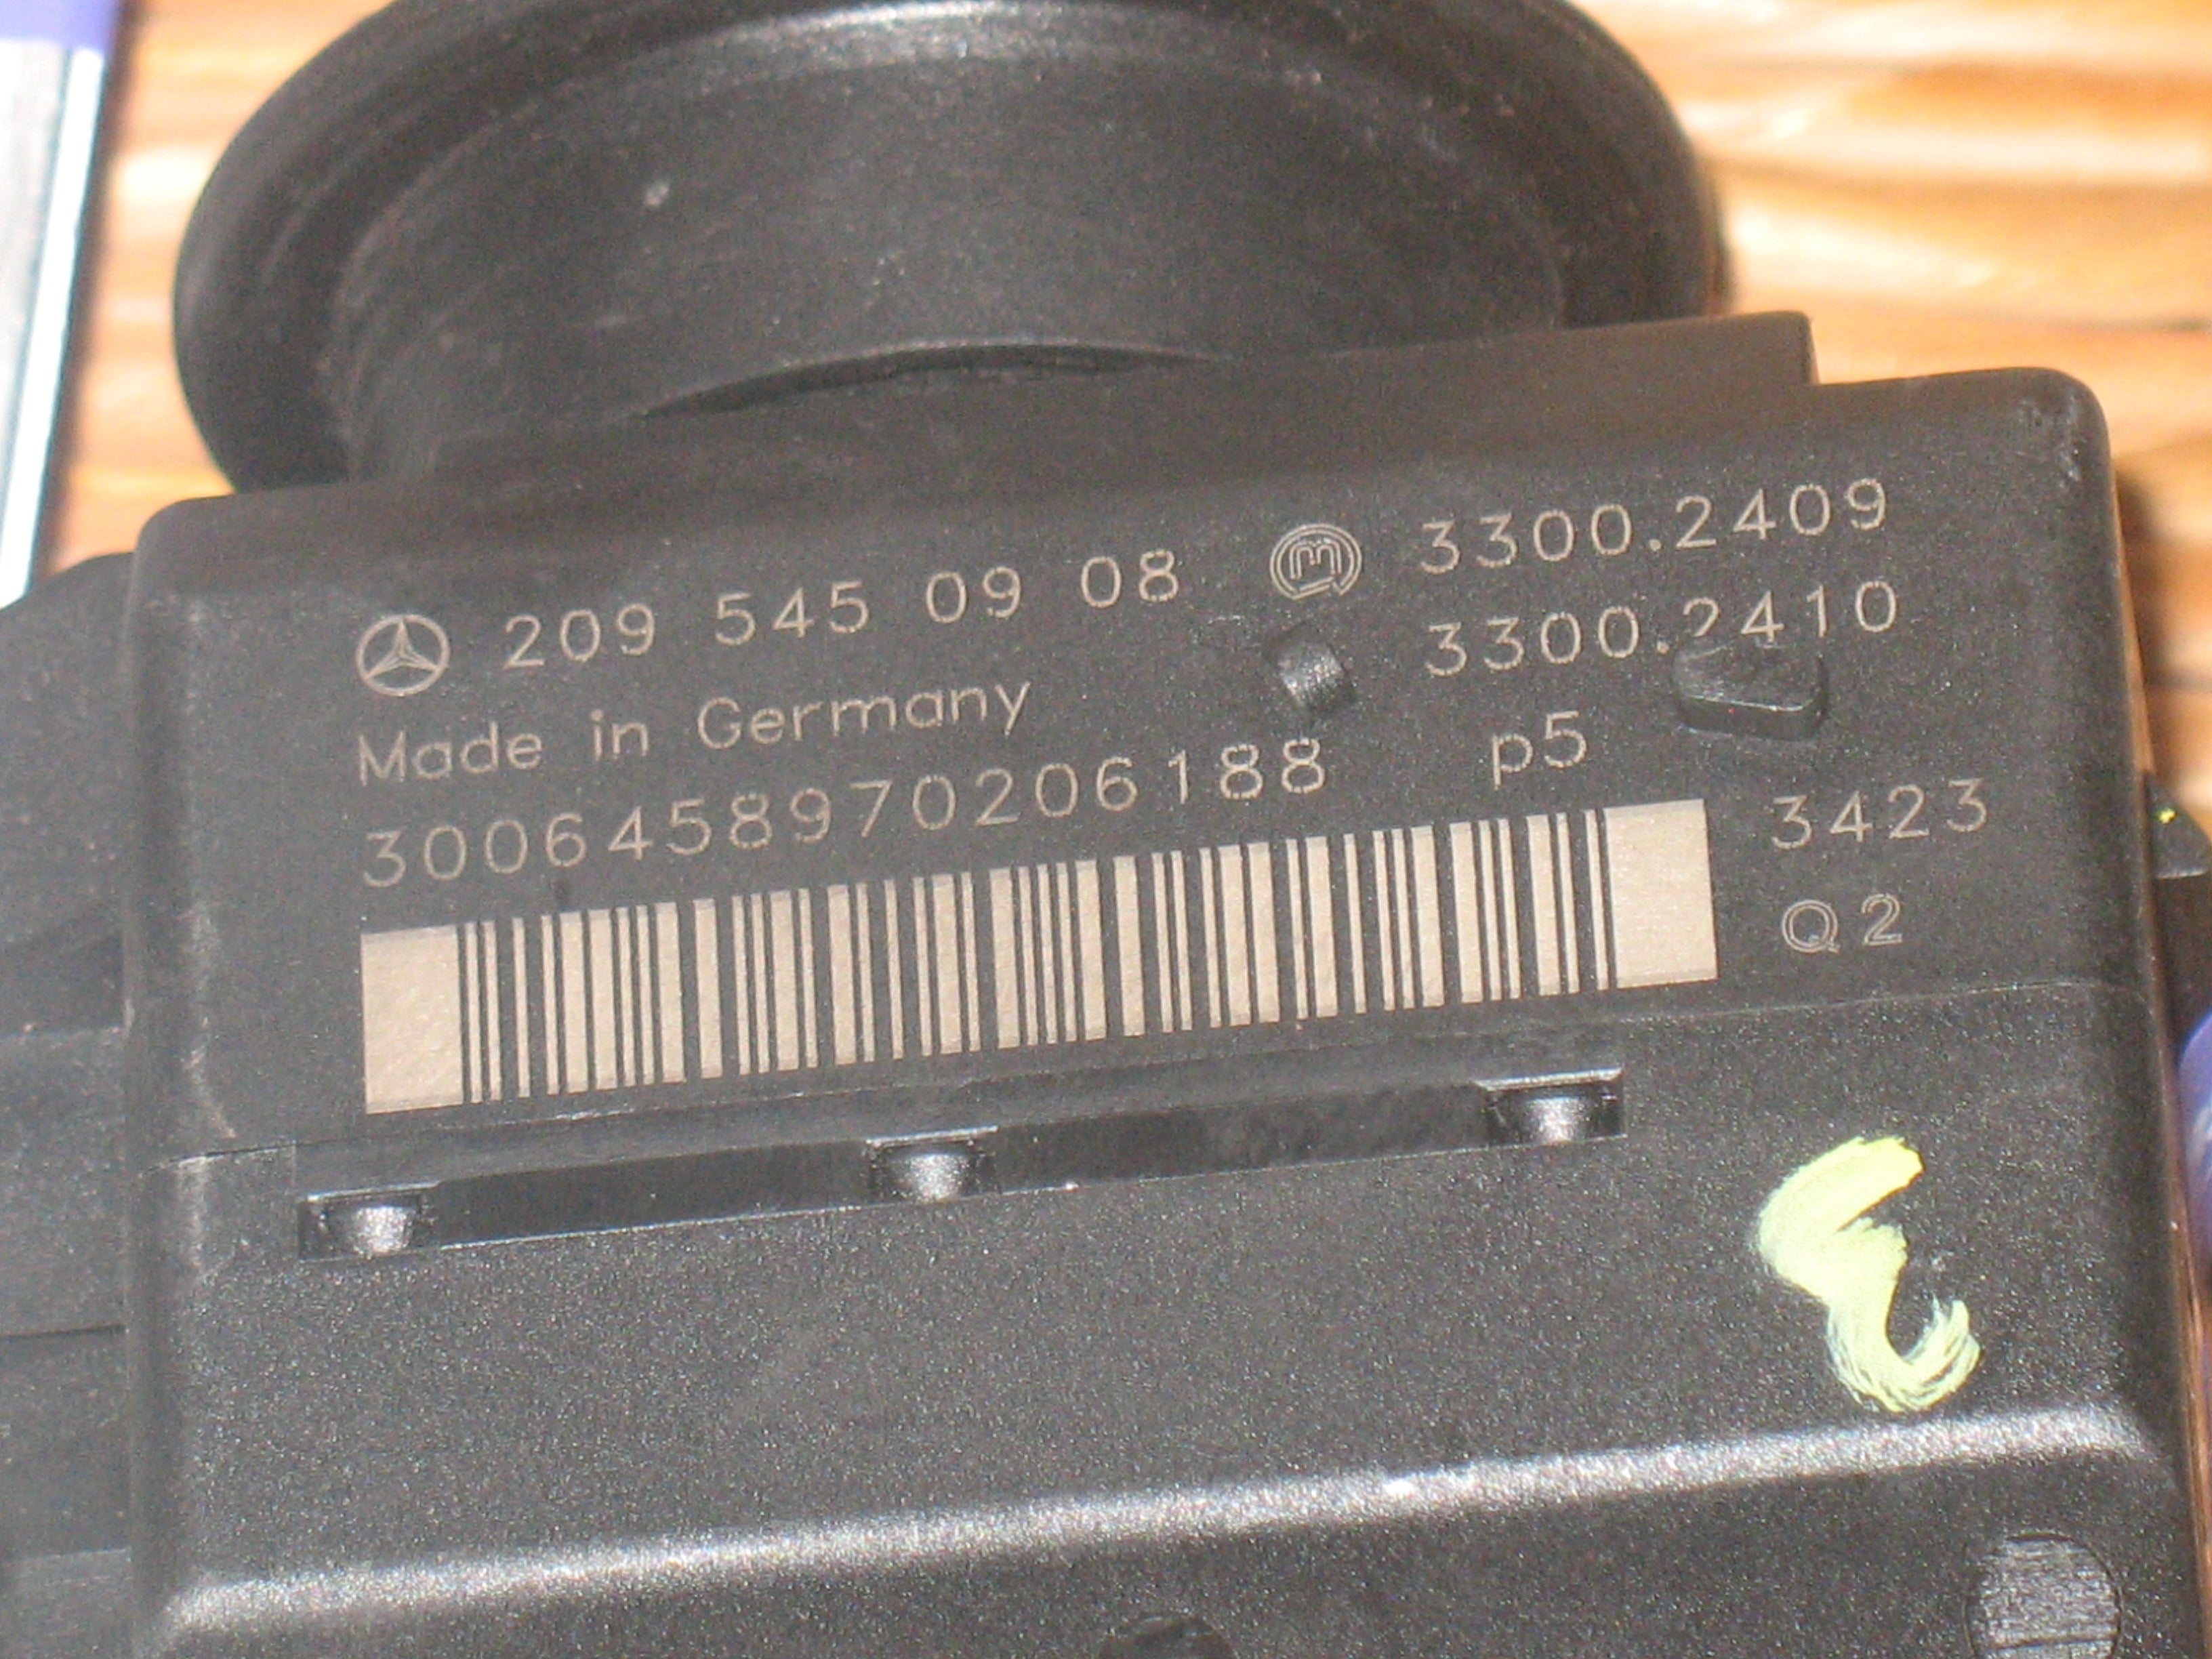 209 545 09 08 3300.2409
3300.2410
Made in Germany
3006458970206188 p5
3423
Q2